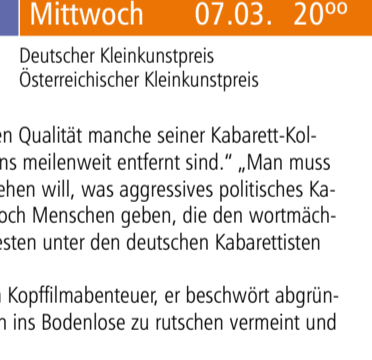 Mittwoch 07.03. 20⁰⁰
Deutscher Kleinkunstpreis
Österreichischer Kleinkunstpreis
en Qualität manche seiner Kabarett-Kol-
ns meilenweit entfernt sind.“ „Man muss
ehen will, was aggressives politisches Ka-
och Menschen geben, die den wortmäch-
esten unter den deutschen Kabarettisten
Kopffilmabenteuer, er beschwört abgrün-
n ins Bodenlose zu rutschen vermeint und